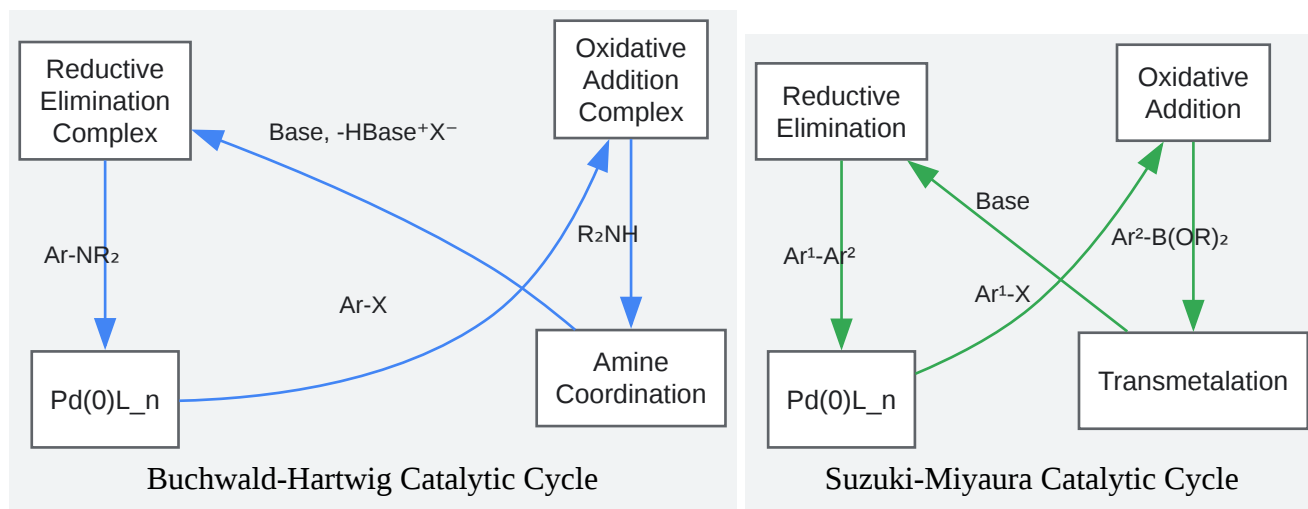 Reductive
Elimination
Complex
Oxidative
Addition
Complex
Base, -HBase⁺X⁻
Ar-NR₂
R₂NH
Ar-X
Pd(0)L_n
Amine
Coordination
Buchwald-Hartwig Catalytic Cycle
Reductive
Elimination
Oxidative
Addition
Base
Ar¹-Ar²
Ar²-B(OR)₂
Ar¹-X
Pd(0)L_n
Transmetalation
Suzuki-Miyaura Catalytic Cycle